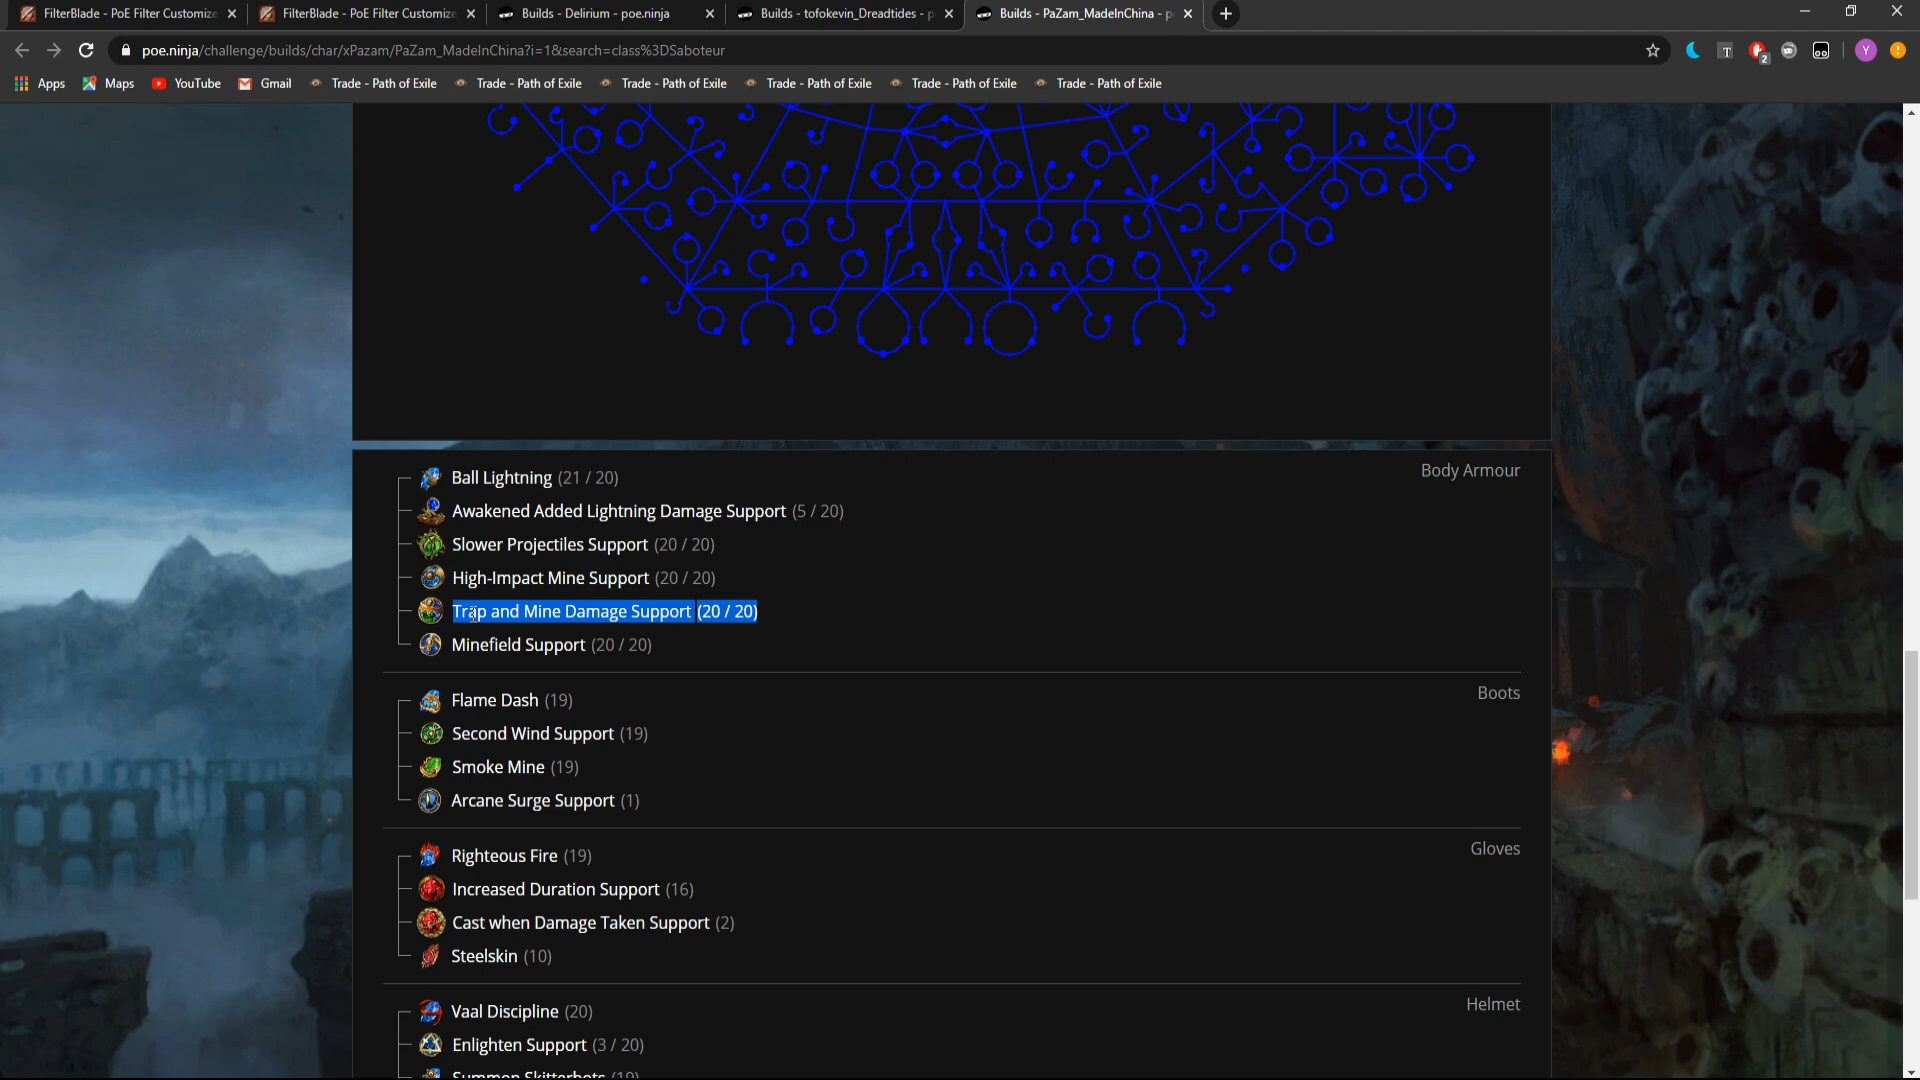 FilterBlade - PoE Filter Customize
FilterBlade - PoE Filter Customize
Builds - Delirium - poe.ninja
Builds - tofokevin_Dreadtides - p
Builds - PaZam_MadeInChina - p
poe.ninja/challenge/builds/char/xPazam/PaZam_MadeInChina?i=1&search=class%3DSaboteur
T
2
Y
Apps
Maps
YouTube
Gmail
Trade - Path of Exile
Trade - Path of Exile
Trade - Path of Exile
Trade - Path of Exile
Trade - Path of Exile
Trade - Path of Exile
Body Armour
Ball Lightning (21 / 20)
Awakened Added Lightning Damage Support (5 / 20)
Slower Projectiles Support (20 / 20)
High-Impact Mine Support (20 / 20)
Trap and Mine Damage Support (20 / 20)
Minefield Support (20 / 20)
Boots
Flame Dash (19)
Second Wind Support (19)
Smoke Mine (19)
Arcane Surge Support (1)
Gloves
Righteous Fire (19)
Increased Duration Support (16)
Cast when Damage Taken Support (2)
Steelskin (10)
Helmet
Vaal Discipline (20)
Enlighten Support (3 / 20)
Summon Skitterbots (19)